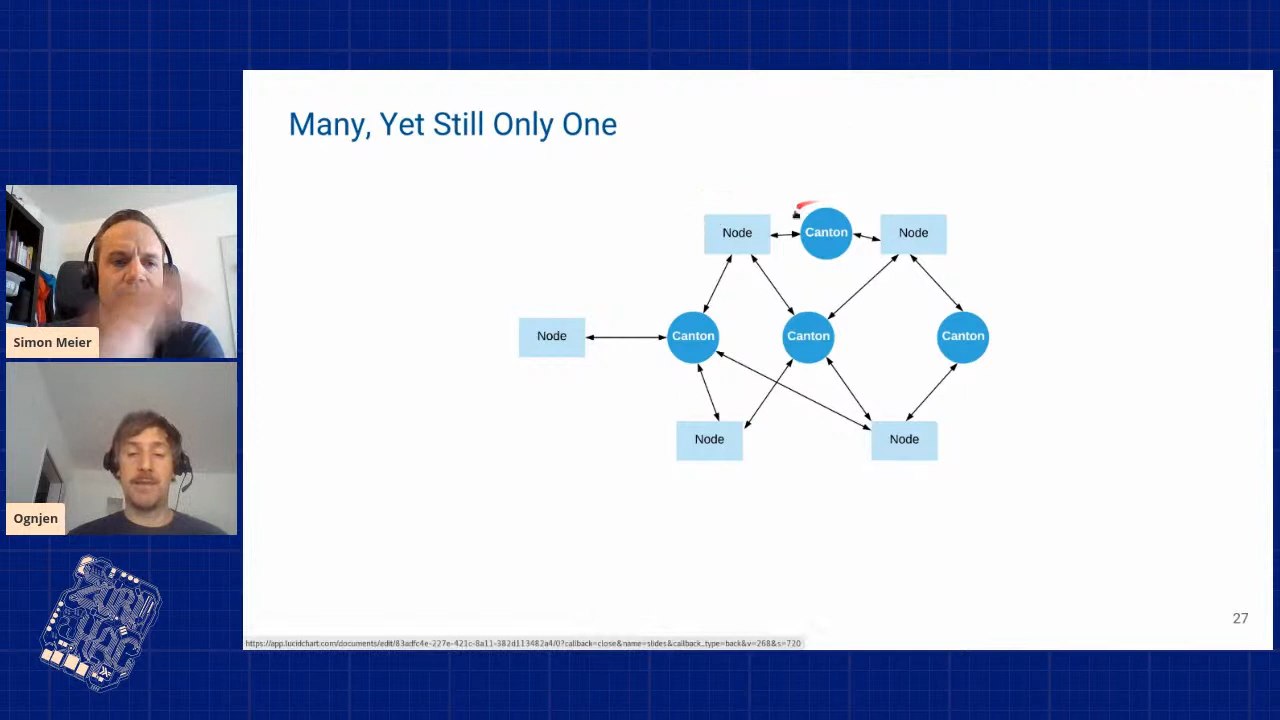 Many, Yet Still Only One
Node
Canton
Node
Node
Canton
Canton
Canton
Node
Node
Simon Meier
Ognjen
ZURI
HAC
27
https://app.lucidchart.com/documents/edit/83adfc4e-227e-421c-8a11-382d113482a4/0?callback=close&name=slides&callback_type=back&v=268&s=720